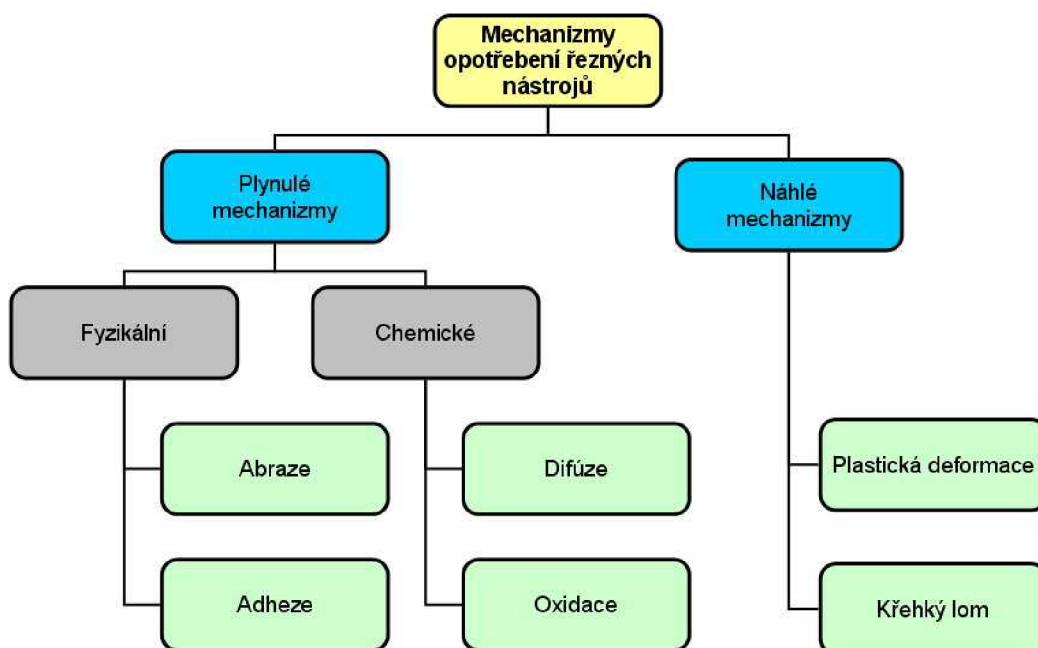 Mechanizmy
opotřebení řezných
nástrojů
Plynulé
mechanizmy
Náhlé
mechanizmy
Fyzikální
Chemické
Abraze
Difúze
Plastická deformace
Adheze
Oxidace
Křehký lom